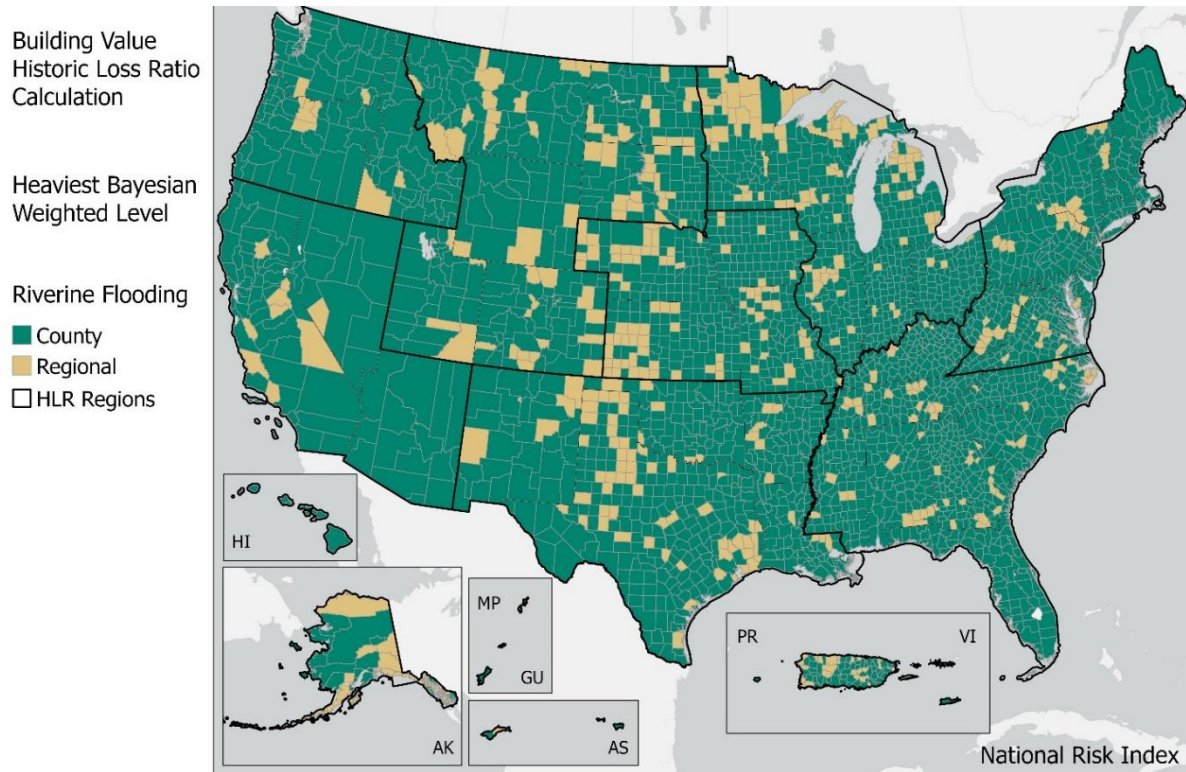 Building Value
Historic Loss Ratio
Calculation
Heaviest Bayesian
Weighted Level
Riverine Flooding
County
Regional
HLR Regions
HI
AK
MP
GU
AS
PR
VI
National Risk Index